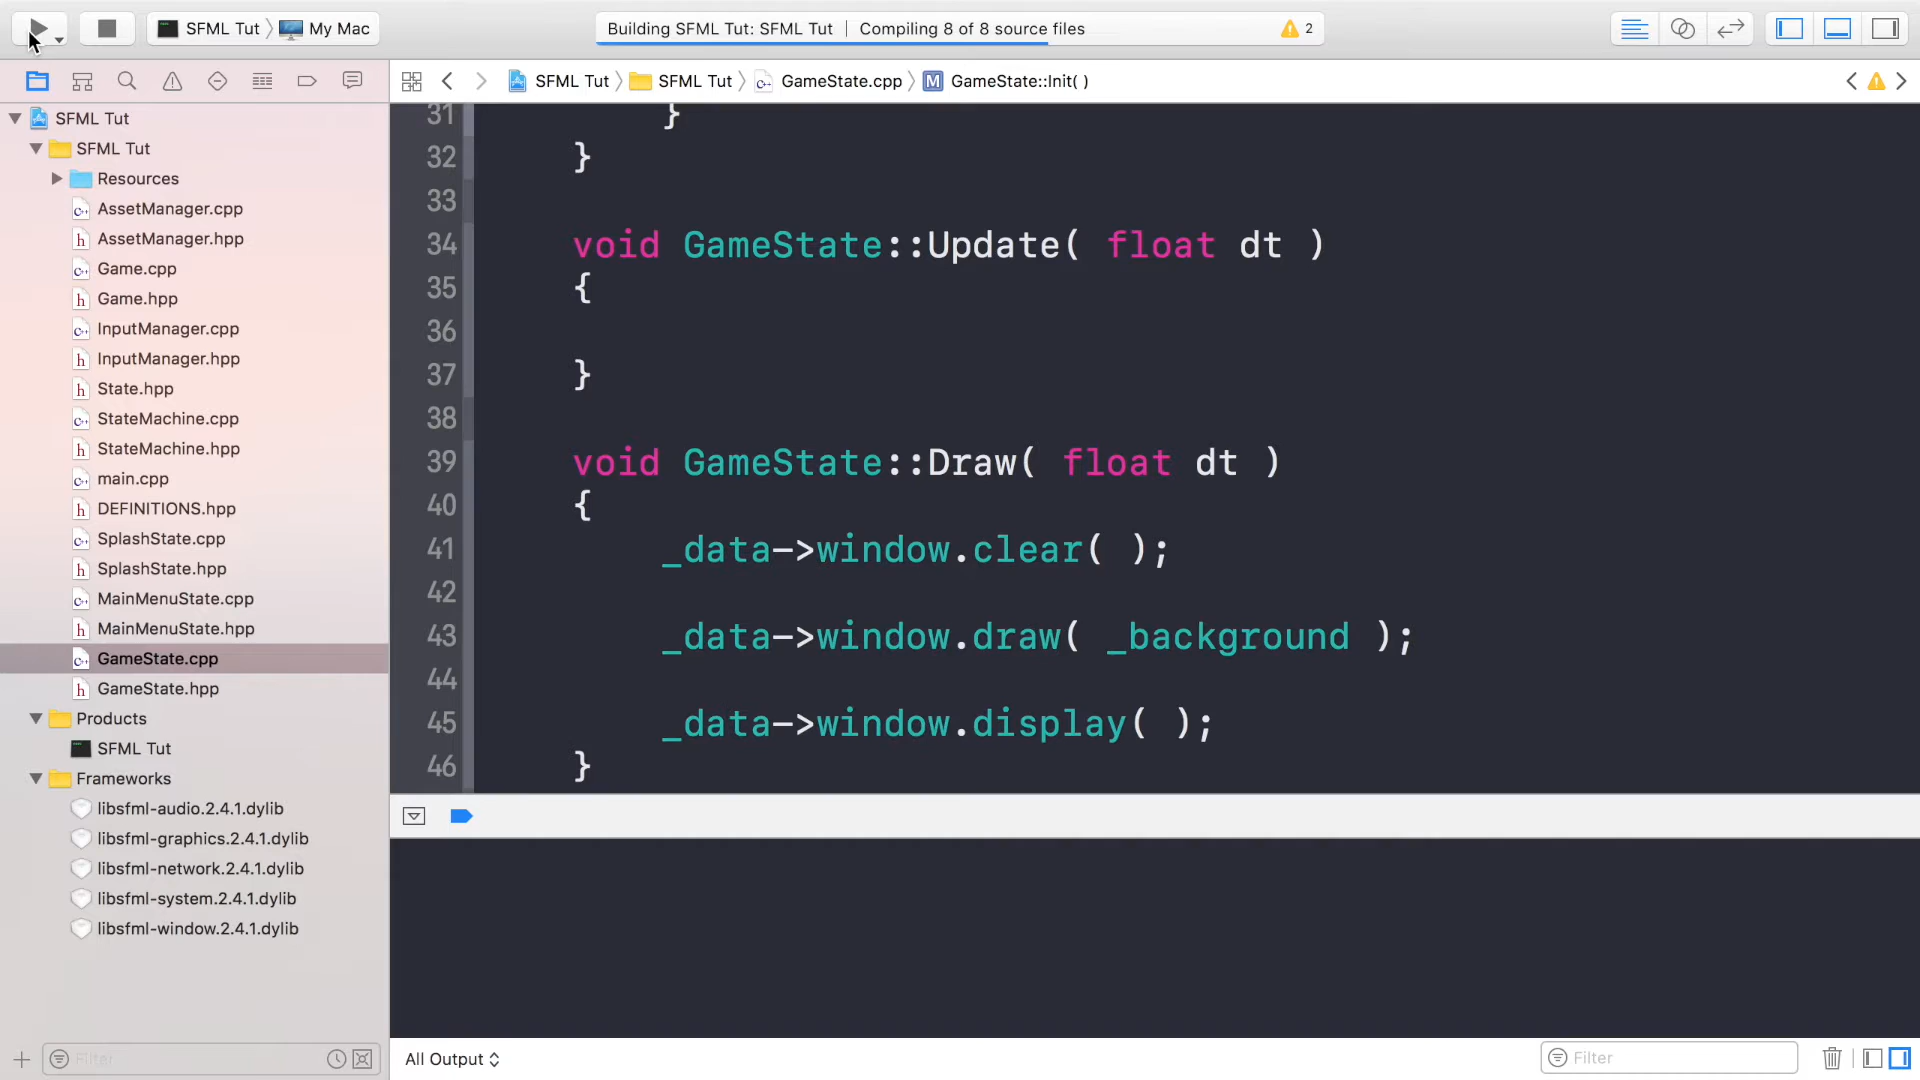 SFML Tut My Mac
Building SFML Tut: SFML Tut Compiling 8 of 8 source files 2
SFML Tut SFML Tut GameState.cpp M GameState::Init( )
SFML Tut
SFML Tut
Resources
AssetManager.cpp
AssetManager.hpp
Game.cpp
Game.hpp
InputManager.cpp
InputManager.hpp
State.hpp
StateMachine.cpp
StateMachine.hpp
main.cpp
DEFINITIONS.hpp
SplashState.cpp
SplashState.hpp
MainMenuState.cpp
MainMenuState.hpp
GameState.cpp
GameState.hpp
Products
SFML Tut
Frameworks
libsfml-audio.2.4.1.dylib
libsfml-graphics.2.4.1.dylib
libsfml-network.2.4.1.dylib
libsfml-system.2.4.1.dylib
libsfml-window.2.4.1.dylib
Filter
31 }
32 }
33
34 void GameState::Update( float dt )
35 {
36
37 }
38
39 void GameState::Draw( float dt )
40 {
41 _data->window.clear( );
42
43 _data->window.draw( _background );
44
45 _data->window.display( );
46 }
All Output
Filter